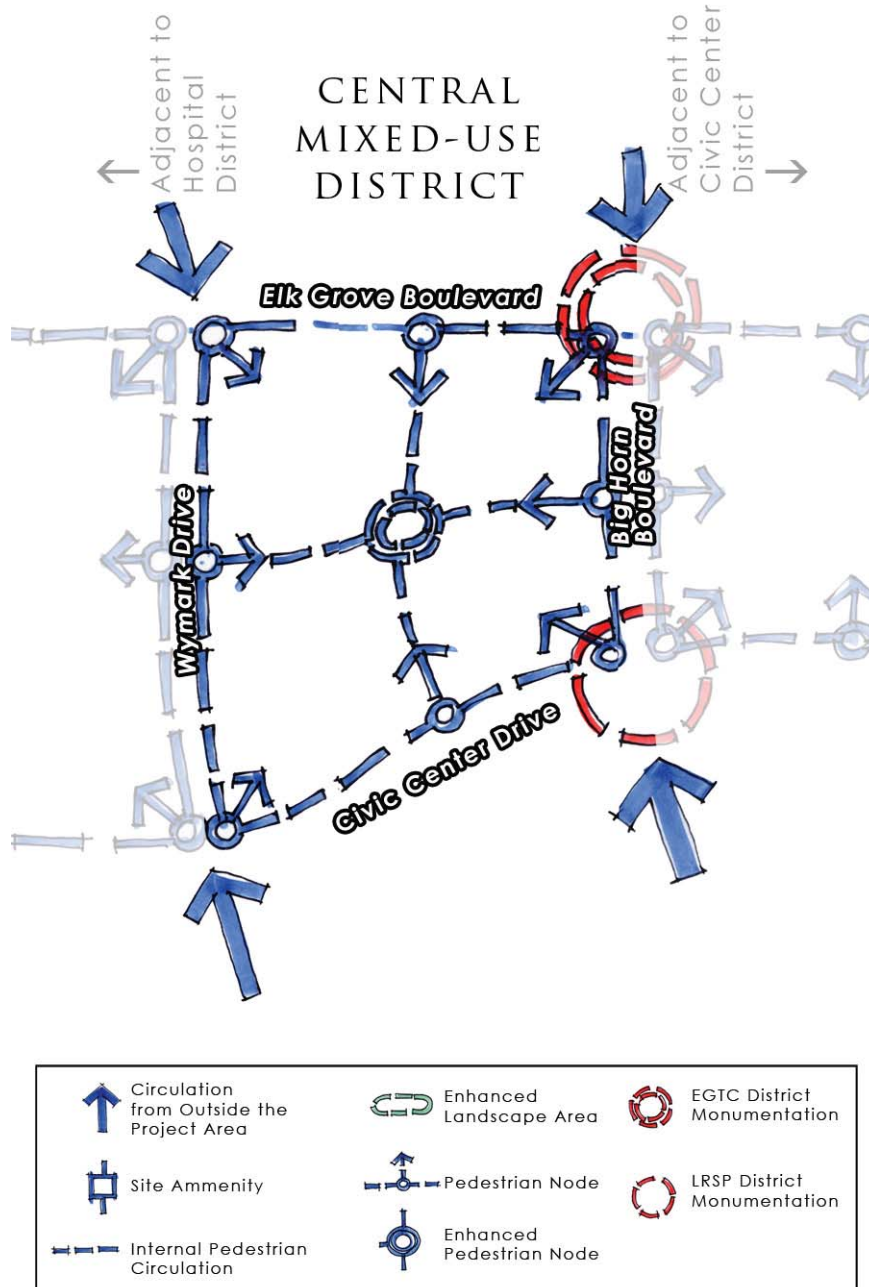 Adjacent to
Hospital
District
CENTRAL
MIXED-USE
DISTRICT
Adjacent to
Civic Center
District
Elk Grove Boulevard
Wymark Drive
Big Horn
Boulevard
Civic Center Drive
Circulation
from Outside the
Project Area
Site Ammenity
Internal Pedestrian
Circulation
Enhanced
Landscape Area
Pedestrian Node
Enhanced
Pedestrian Node
EGTC District
Monumentation
LRSP District
Monumentation